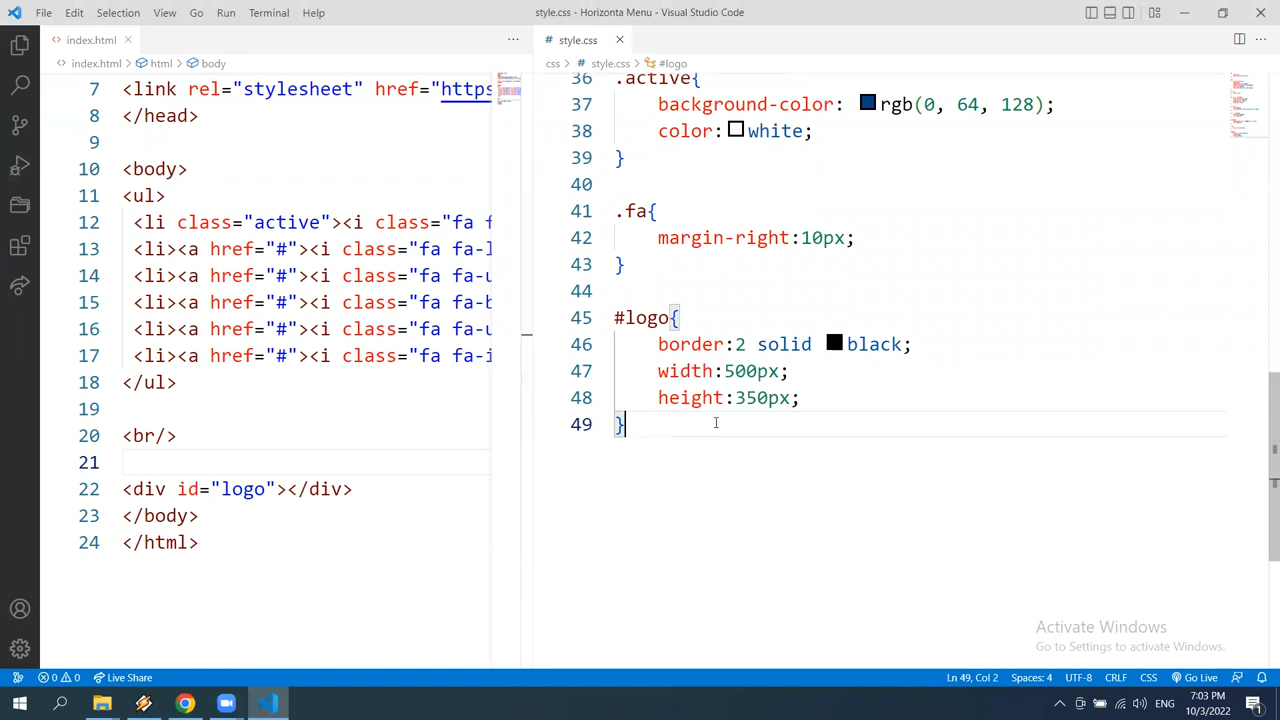 File Edit Selection View Go Run Terminal Help
style.css - Horizonta Menu - Visual Studio Code
<> index.html ×
# style.css ×
<> index.html > html > body
css > # style.css > #logo
7 <link rel="stylesheet" href="https
8 </head>
9
10 <body>
11 <ul>
12 <li class="active"><i class="fa f
13 <li><a href="#"><i class="fa fa-l
14 <li><a href="#"><i class="fa fa-u
15 <li><a href="#"><i class="fa fa-b
16 <li><a href="#"><i class="fa fa-u
17 <li><a href="#"><i class="fa fa-i
18 </ul>
19
20 <br/>
21
22 <div id="logo"></div>
23 </body>
24 </html>
36 .active{
37 background-color: rgb(0, 64, 128);
38 color: white;
39 }
40
41 .fa{
42 margin-right:10px;
43 }
44
45 #logo{
46 border:2 solid black;
47 width:500px;
48 height:350px;
49 }
Activate Windows
Go to Settings to activate Windows.
0 0 Live Share
Ln 49, Col 2 Spaces: 4 UTF-8 CRLF CSS Go Live
ENG
7:03 PM
10/3/2022
1